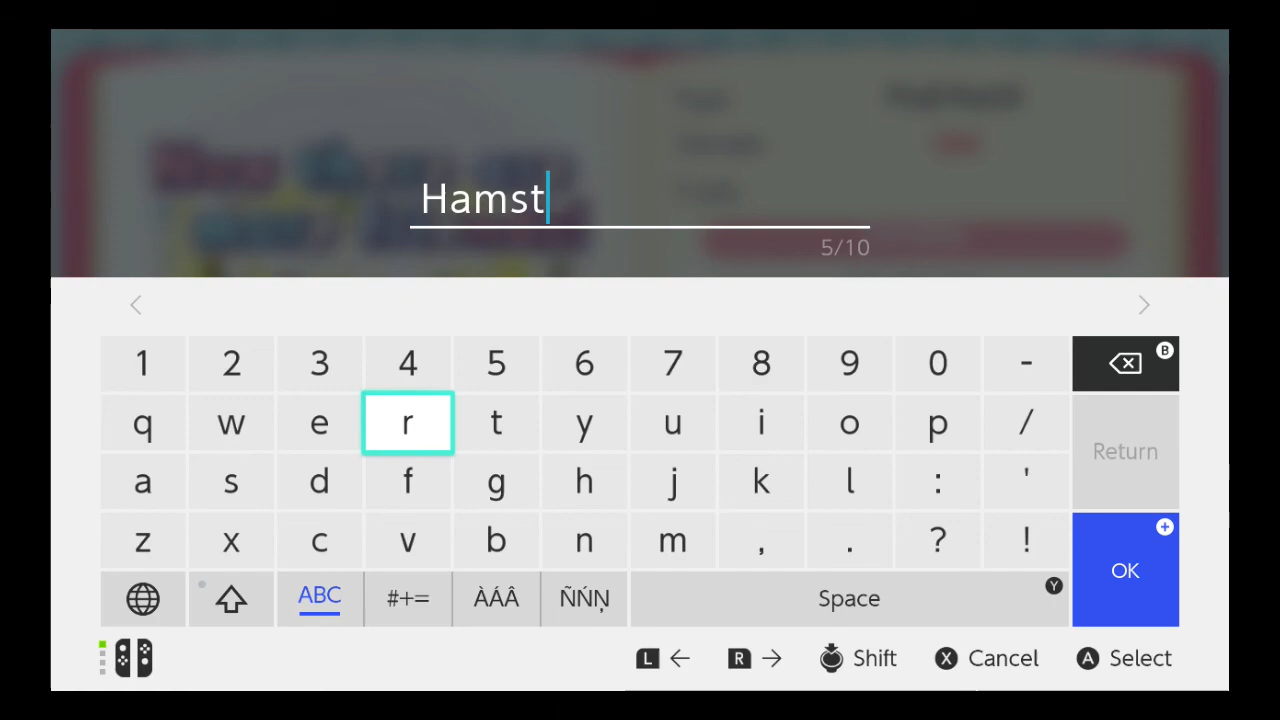 Hamst
5/10
1 2 3 4 5 6 7 8 9 0 -
B
q w e r t y u i o p /
Return
a s d f g h j k l : '
z x c v b n m , . ? !
+
OK
ABC #+= ÀÁÂ ÑŃŅ Space Y
L ← R → Shift X Cancel A Select